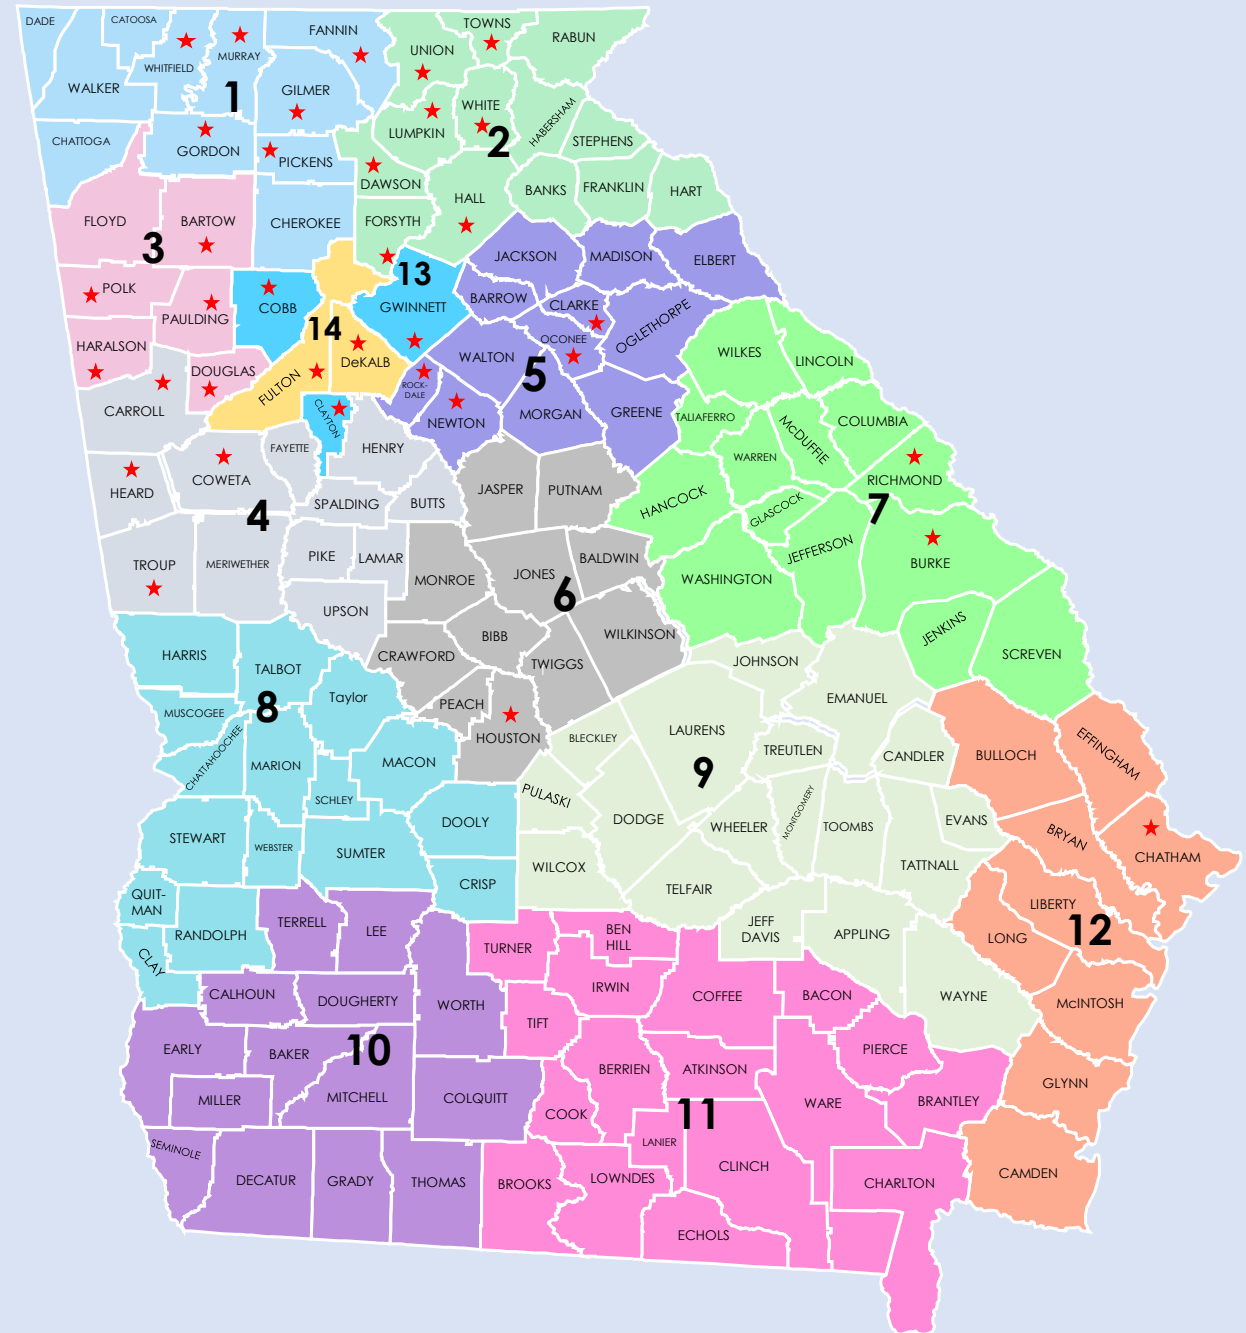 DADE
CATOOSA
WHITFIELD
MURRAY
FANNIN
UNION
TOWNS
RABUN
WALKER
1
GILMER
WHITE
HABERSHAM
LUMPKIN
2
STEPHENS
CHATTOGA
GORDON
PICKENS
DAWSON
HALL
BANKS
FRANKLIN
HART
FLOYD
BARTOW
CHEROKEE
FORSYTH
3
JACKSON
MADISON
ELBERT
13
POLK
COBB
GWINNETT
BARROW
CLARKE
OGLETHORPE
PAULDING
14
OCONEE
HARALSON
DeKALB
WALTON
5
WILKES
LINCOLN
DOUGLAS
FULTON
ROCK-
DALE
CARROLL
CLAYTON
NEWTON
MORGAN
GREENE
TALIAFERRO
McDUFFIE
COLUMBIA
FAYETTE
HENRY
WARREN
COWETA
RICHMOND
HEARD
SPALDING
BUTTS
JASPER
PUTNAM
HANCOCK
GLASCOCK
7
4
TROUP
MERIWETHER
PIKE
LAMAR
MONROE
JONES
BALDWIN
JEFFERSON
BURKE
WASHINGTON
6
UPSON
BIBB
WILKINSON
JENKINS
SCREVEN
HARRIS
TALBOT
CRAWFORD
TWIGGS
JOHNSON
Taylor
PEACH
EMANUEL
8
MUSCOGEE
HOUSTON
BLECKLEY
LAURENS
CHATTAHOOCHEE
MARION
MACON
9
TREUTLEN
CANDLER
BULLOCH
EFFINGHAM
SCHLEY
PULASKI
DOOLY
DODGE
WHEELER
MONTGOMERY
TOOMBS
EVANS
BRYAN
STEWART
WEBSTER
SUMTER
WILCOX
TATTNALL
CHATHAM
CRISP
TELFAIR
QUIT-
MAN
LIBERTY
12
RANDOLPH
TERRELL
LEE
TURNER
BEN
HILL
JEFF
DAVIS
APPLING
LONG
CLAY
CALHOUN
DOUGHERTY
WORTH
IRWIN
COFFEE
BACON
WAYNE
McINTOSH
TIFT
EARLY
BAKER
10
PIERCE
BERRIEN
ATKINSON
GLYNN
MILLER
MITCHELL
COLQUITT
COOK
11
WARE
BRANTLEY
SEMINOLE
LANIER
DECATUR
GRADY
THOMAS
BROOKS
LOWNDES
CLINCH
CHARLTON
CAMDEN
ECHOLS